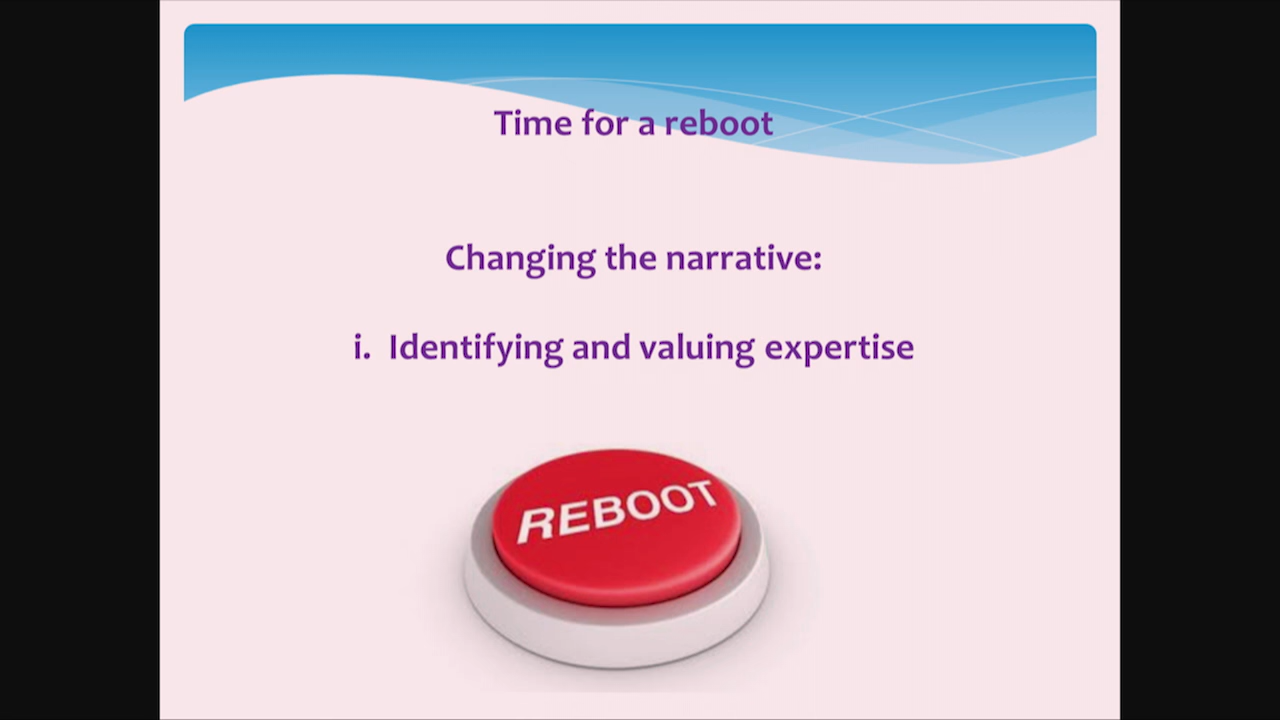 Time for a reboot
Changing the narrative:
i. Identifying and valuing expertise
REBOOT